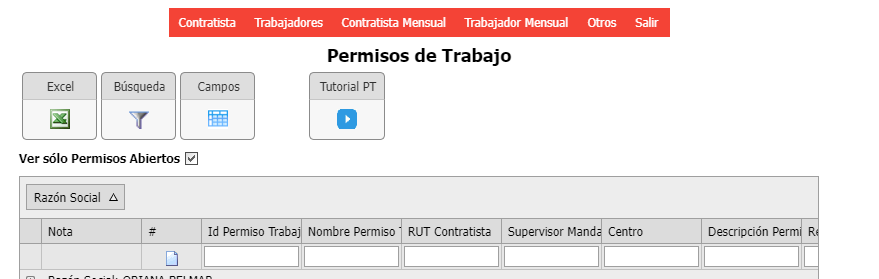 Contratista Trabajadores Contratista Mensual Trabajador Mensual Otros Salir
Permisos de Trabajo
Excel Búsqueda Campos Tutorial PT
Ver sólo Permisos Abiertos
Razón Social
Nota # Id Permiso Trabaj Nombre Permiso RUT Contratista Supervisor Manda Centro Descripción Permi Re
Razón Social: ORIANA BELMAR